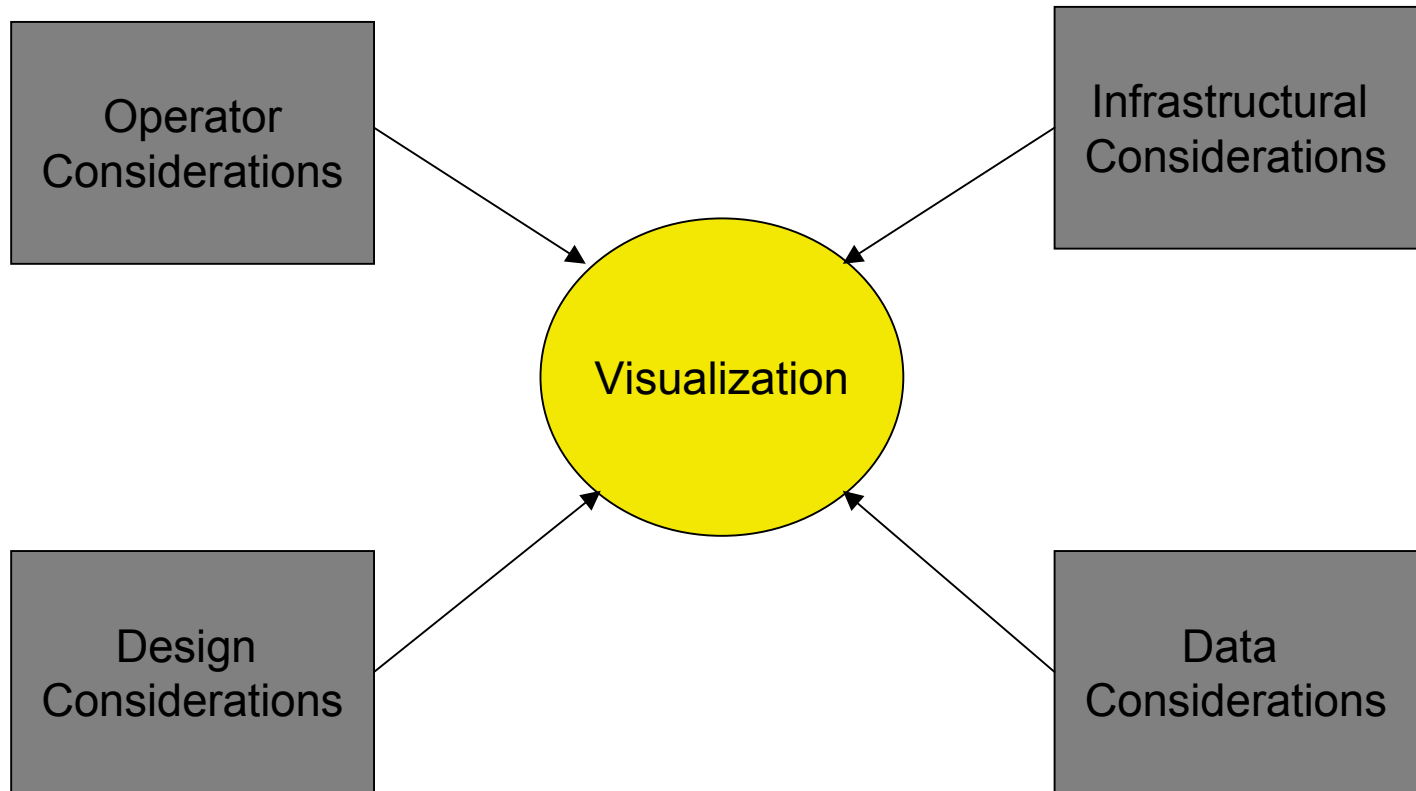 Operator
Considerations
Infrastructural
Considerations
Visualization
Design
Considerations
Data
Considerations